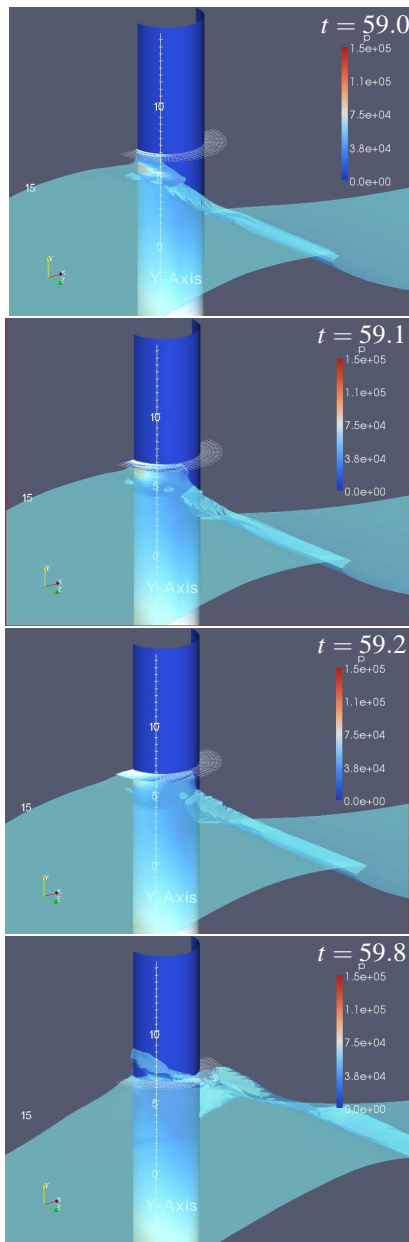 t = 59.0
p
1.5e+05
1.1e+05
7.5e+04
3.8e+04
0.0e+00
10
15
5
0
Y-Axis
Y
X
Z
t = 59.1
p
1.5e+05
1.1e+05
7.5e+04
3.8e+04
0.0e+00
10
15
5
0
Y-Axis
Y
X
Z
t = 59.2
p
1.5e+05
1.1e+05
7.5e+04
3.8e+04
0.0e+00
10
15
5
0
Y-Axis
Y
X
Z
t = 59.8
p
1.5e+05
1.1e+05
7.5e+04
3.8e+04
0.0e+00
10
15
5
0
Y-Axis
Y
X
Z